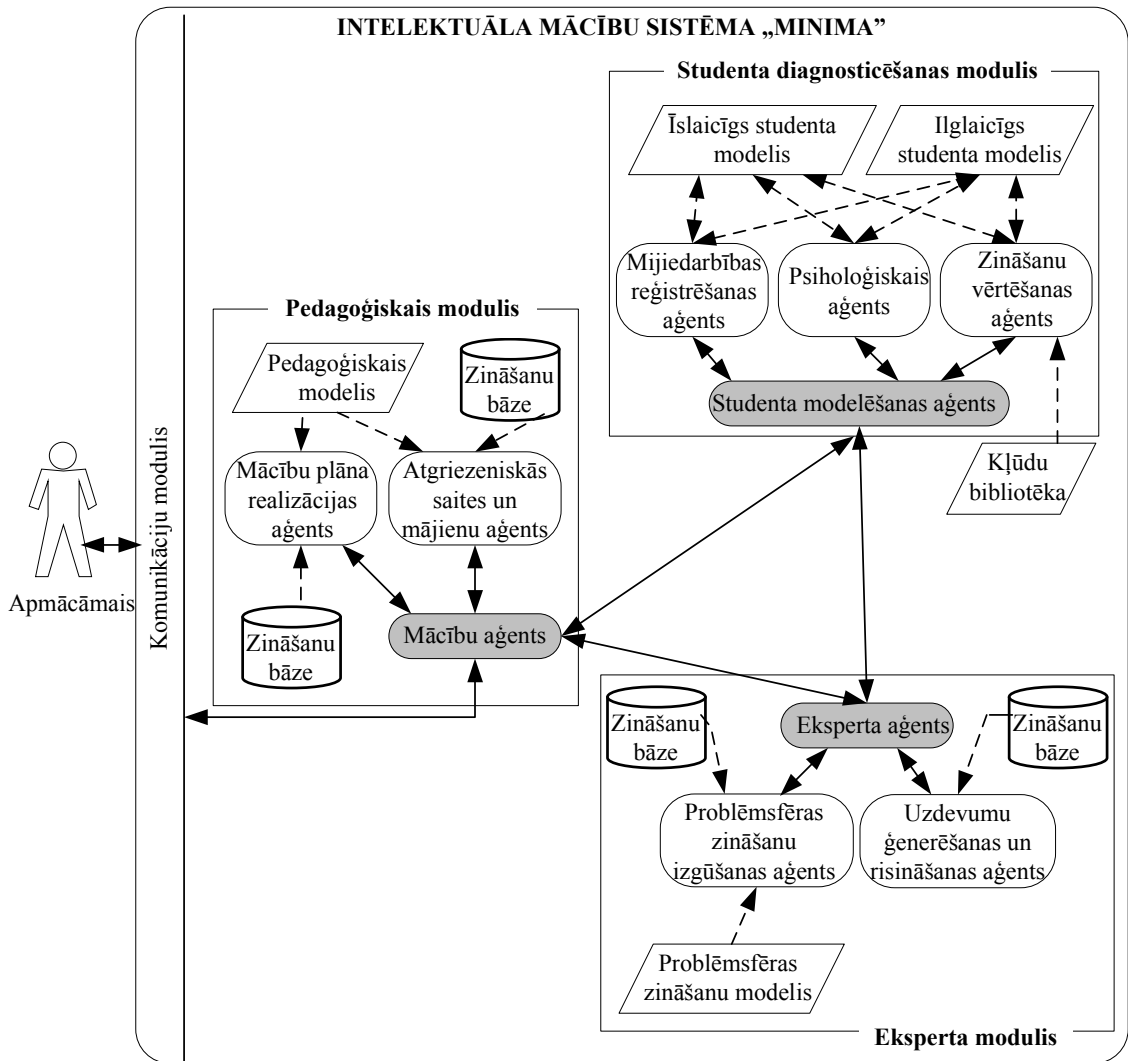 INTELEKTUĀLA MĀCĪBU SISTĒMA „MINIMA”
Studenta diagnosticēšanas modulis
Īslaicīgs studenta
modelis
Ilglaicīgs
studenta modelis
Mijiedarbības
reģistrēšanas
aģents
Psiholoģiskais
aģents
Zināšanu
vērtēšanas
aģents
Studenta modelēšanas aģents
Kļūdu
bibliotēka
Pedagoģiskais modulis
Pedagoģiskais
modelis
Zināšanu
bāze
Mācību plāna
realizācijas
aģents
Atgriezeniskās
saites un
mājienu aģents
Zināšanu
bāze
Mācību aģents
Komunikāciju modulis
Apmācāmais
Zināšanu
bāze
Eksperta aģents
Zināšanu
bāze
Problēmsfēras
zināšanu
izgūšanas aģents
Uzdevumu
ģenerēšanas un
risināšanas aģents
Problēmsfēras
zināšanu modelis
Eksperta modulis